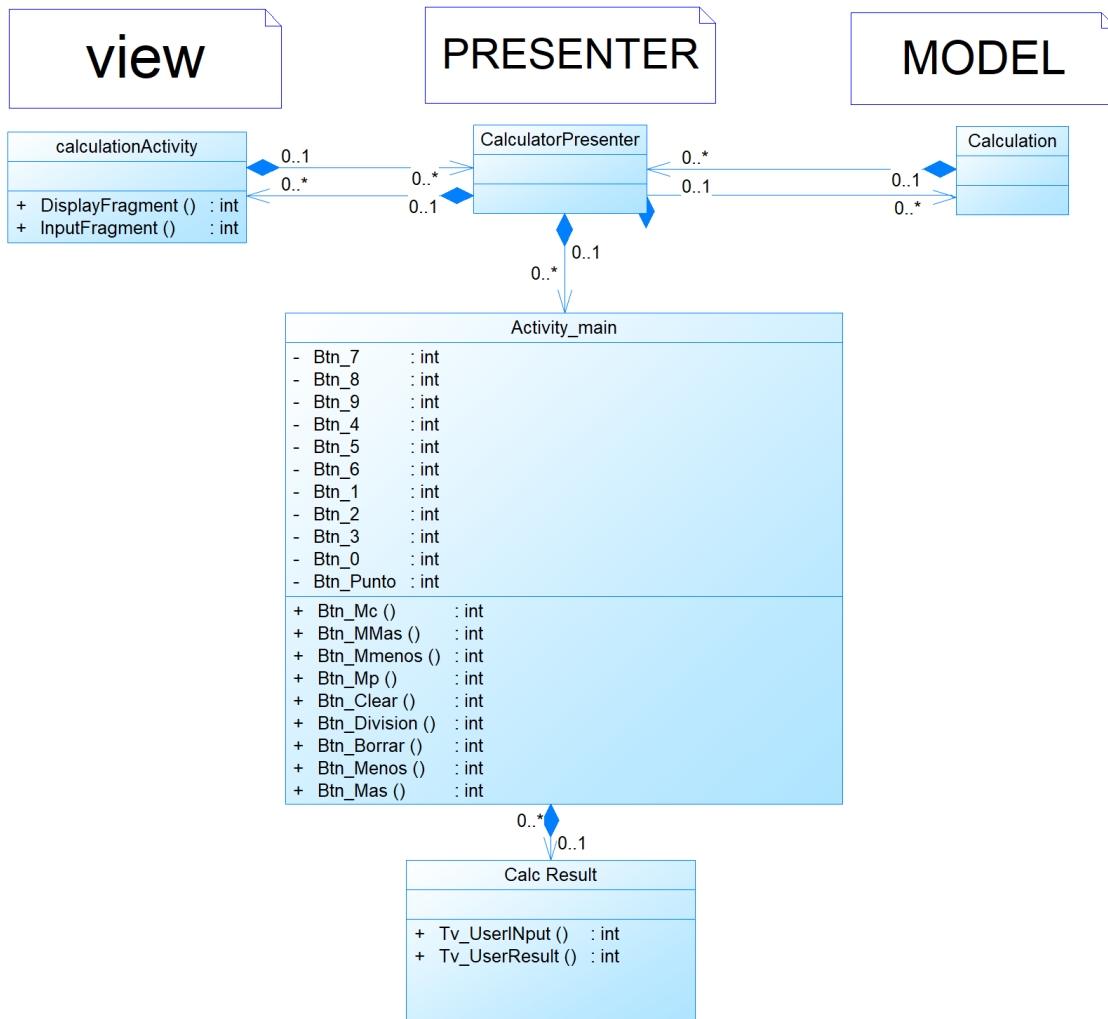 view
PRESENTER
MODEL
calculationActivity
+ DisplayFragment () : int
+ InputFragment () : int
0..1
0..*
0..*
0..1
CalculatorPresenter
0..*
0..1
0..1
0..*
Calculation
0..1
0..*
Activity_main
- Btn_7 : int
- Btn_8 : int
- Btn_9 : int
- Btn_4 : int
- Btn_5 : int
- Btn_6 : int
- Btn_1 : int
- Btn_2 : int
- Btn_3 : int
- Btn_0 : int
- Btn_Punto : int
+ Btn_Mc () : int
+ Btn_MMas () : int
+ Btn_Mmenos () : int
+ Btn_Mp () : int
+ Btn_Clear () : int
+ Btn_Division () : int
+ Btn_Borrar () : int
+ Btn_Menos () : int
+ Btn_Mas () : int
0..*
0..1
Calc Result
+ Tv_UserINput () : int
+ Tv_UserResult () : int